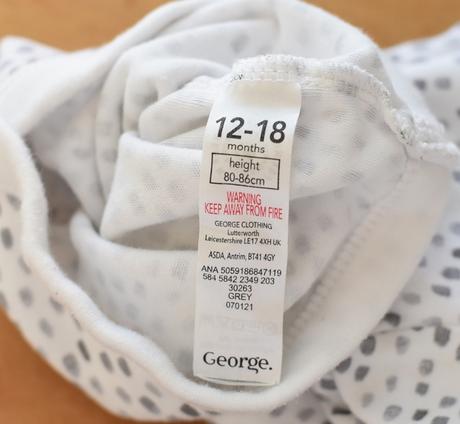 12-18
months
height
80-86cm
WARNING
KEEP AWAY FROM FIRE
GEORGE CLOTHING
Lutterworth
Leicestershire LE17 4XH UK
ASDA, Antrim, BT41 4GY
ANA 5059186847119
584 5842 2349 203
30263
GREY
070121
George.